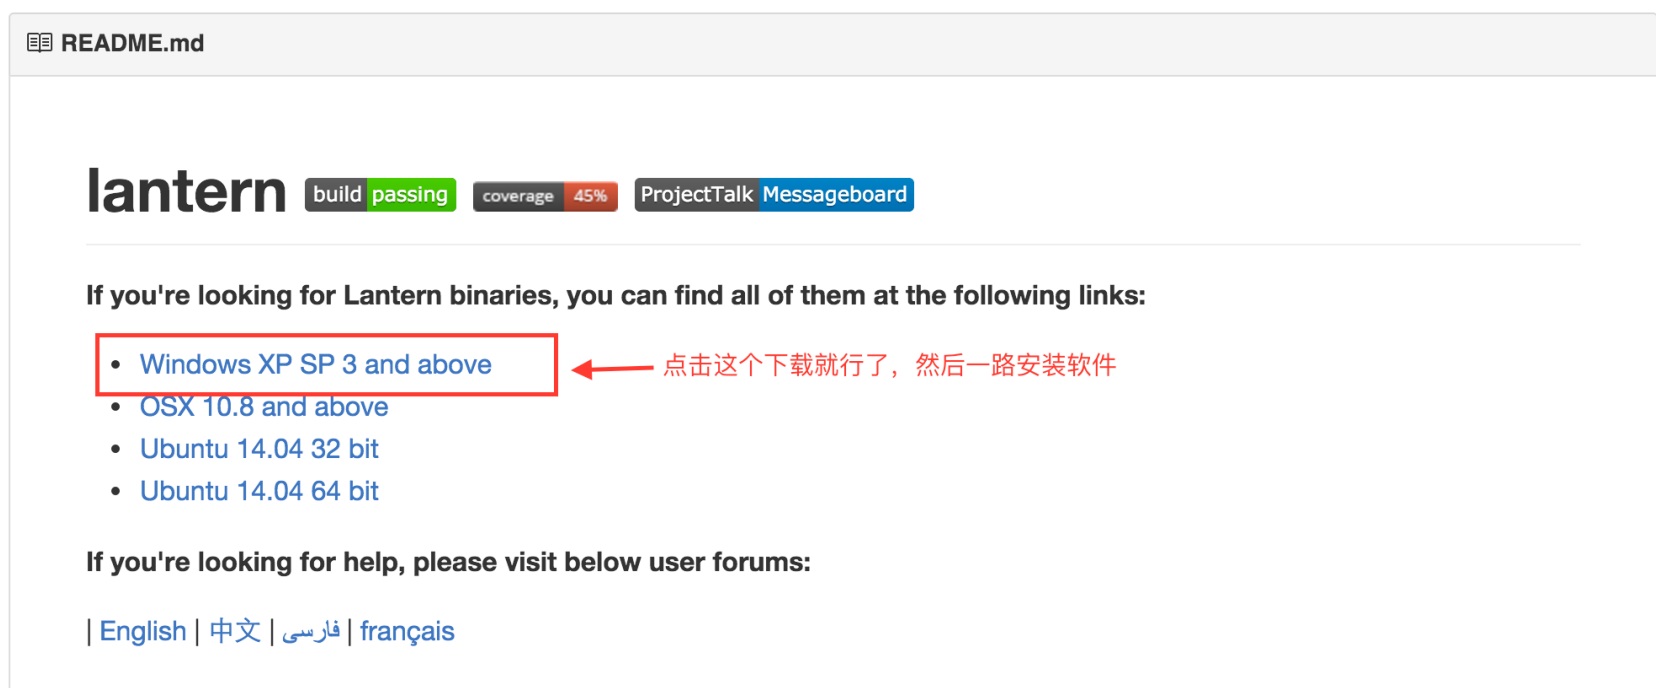 README.md
lantern build passing coverage 45% ProjectTalk Messageboard
If you're looking for Lantern binaries, you can find all of them at the following links:
• Windows XP SP 3 and above 点击这个下载就行了，然后一路安装软件
• OSX 10.8 and above
• Ubuntu 14.04 32 bit
• Ubuntu 14.04 64 bit
If you're looking for help, please visit below user forums:
| English | 中文 | فارسی | français